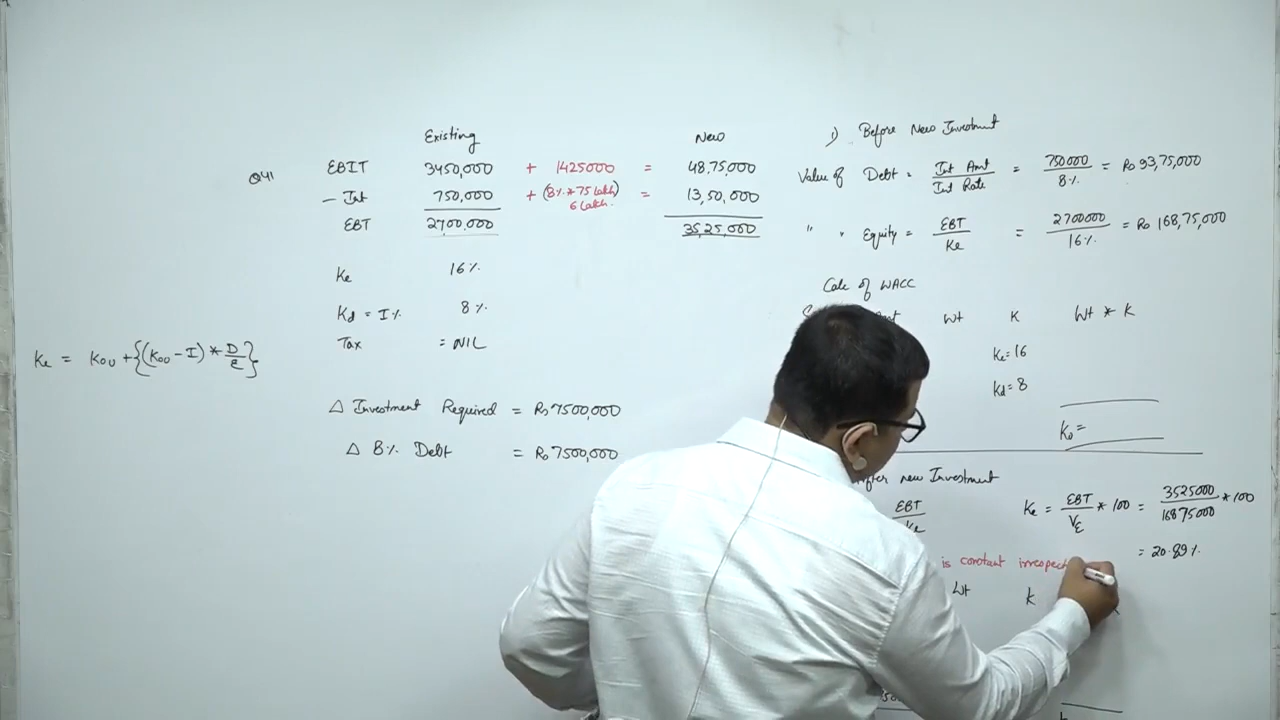 Existing New
Q41 EBIT 3450,000 + 1425000 = 48,75,000
- Int 750,000 + (8% * 75 Lakh) 6 Lakh. = 13,50,000
EBT 2700,000 35,25,000
Ke 16%
Kd = I% 8%
Tax = NIL
Ke = Kou + {(Kou - I) * D/E}
Δ Investment Required = Rs 7500,000
Δ 8% Debt = Rs 7500,000
1) Before New Investment
Value of Debt = Int Amt / Int Rate = 750000 / 8% = Rs 93,75,000
" " Equity = EBT / Ke = 2700000 / 16% = Rs 168,75,000
Calc of WACC
Wt K Wt * K
Ke = 16
Kd = 8
Ko =
After new Investment
EBT / Ke
Ke = EBT / VE * 100 = 3525000 / 16875000 * 100
= 20.89%
is constant
Wt K